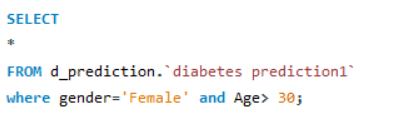 SELECT
*
FROM d_prediction.`diabetes prediction1`
where gender='Female' and Age> 30;